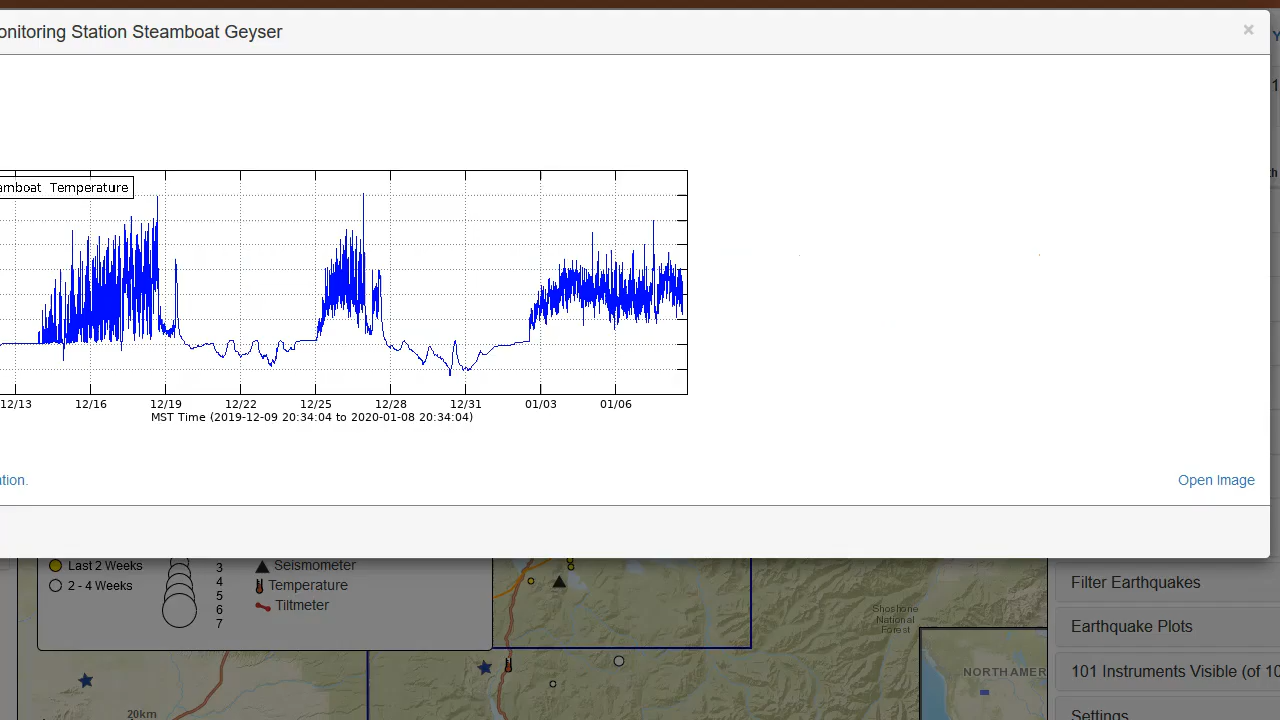 onitoring Station Steamboat Geyser
×
amboat Temperature
12/13 12/16 12/19 12/22 12/25 12/28 12/31 01/03 01/06
MST Time (2019-12-09 20:34:04 to 2020-01-08 20:34:04)
ation.
Open Image
Last 2 Weeks
2 - 4 Weeks
3
4
5
6
7
Seismometer
Temperature
Tiltmeter
Shoshone
National
Forest
20km
NORTH AMER
Filter Earthquakes
Earthquake Plots
101 Instruments Visible (of 10
Settings